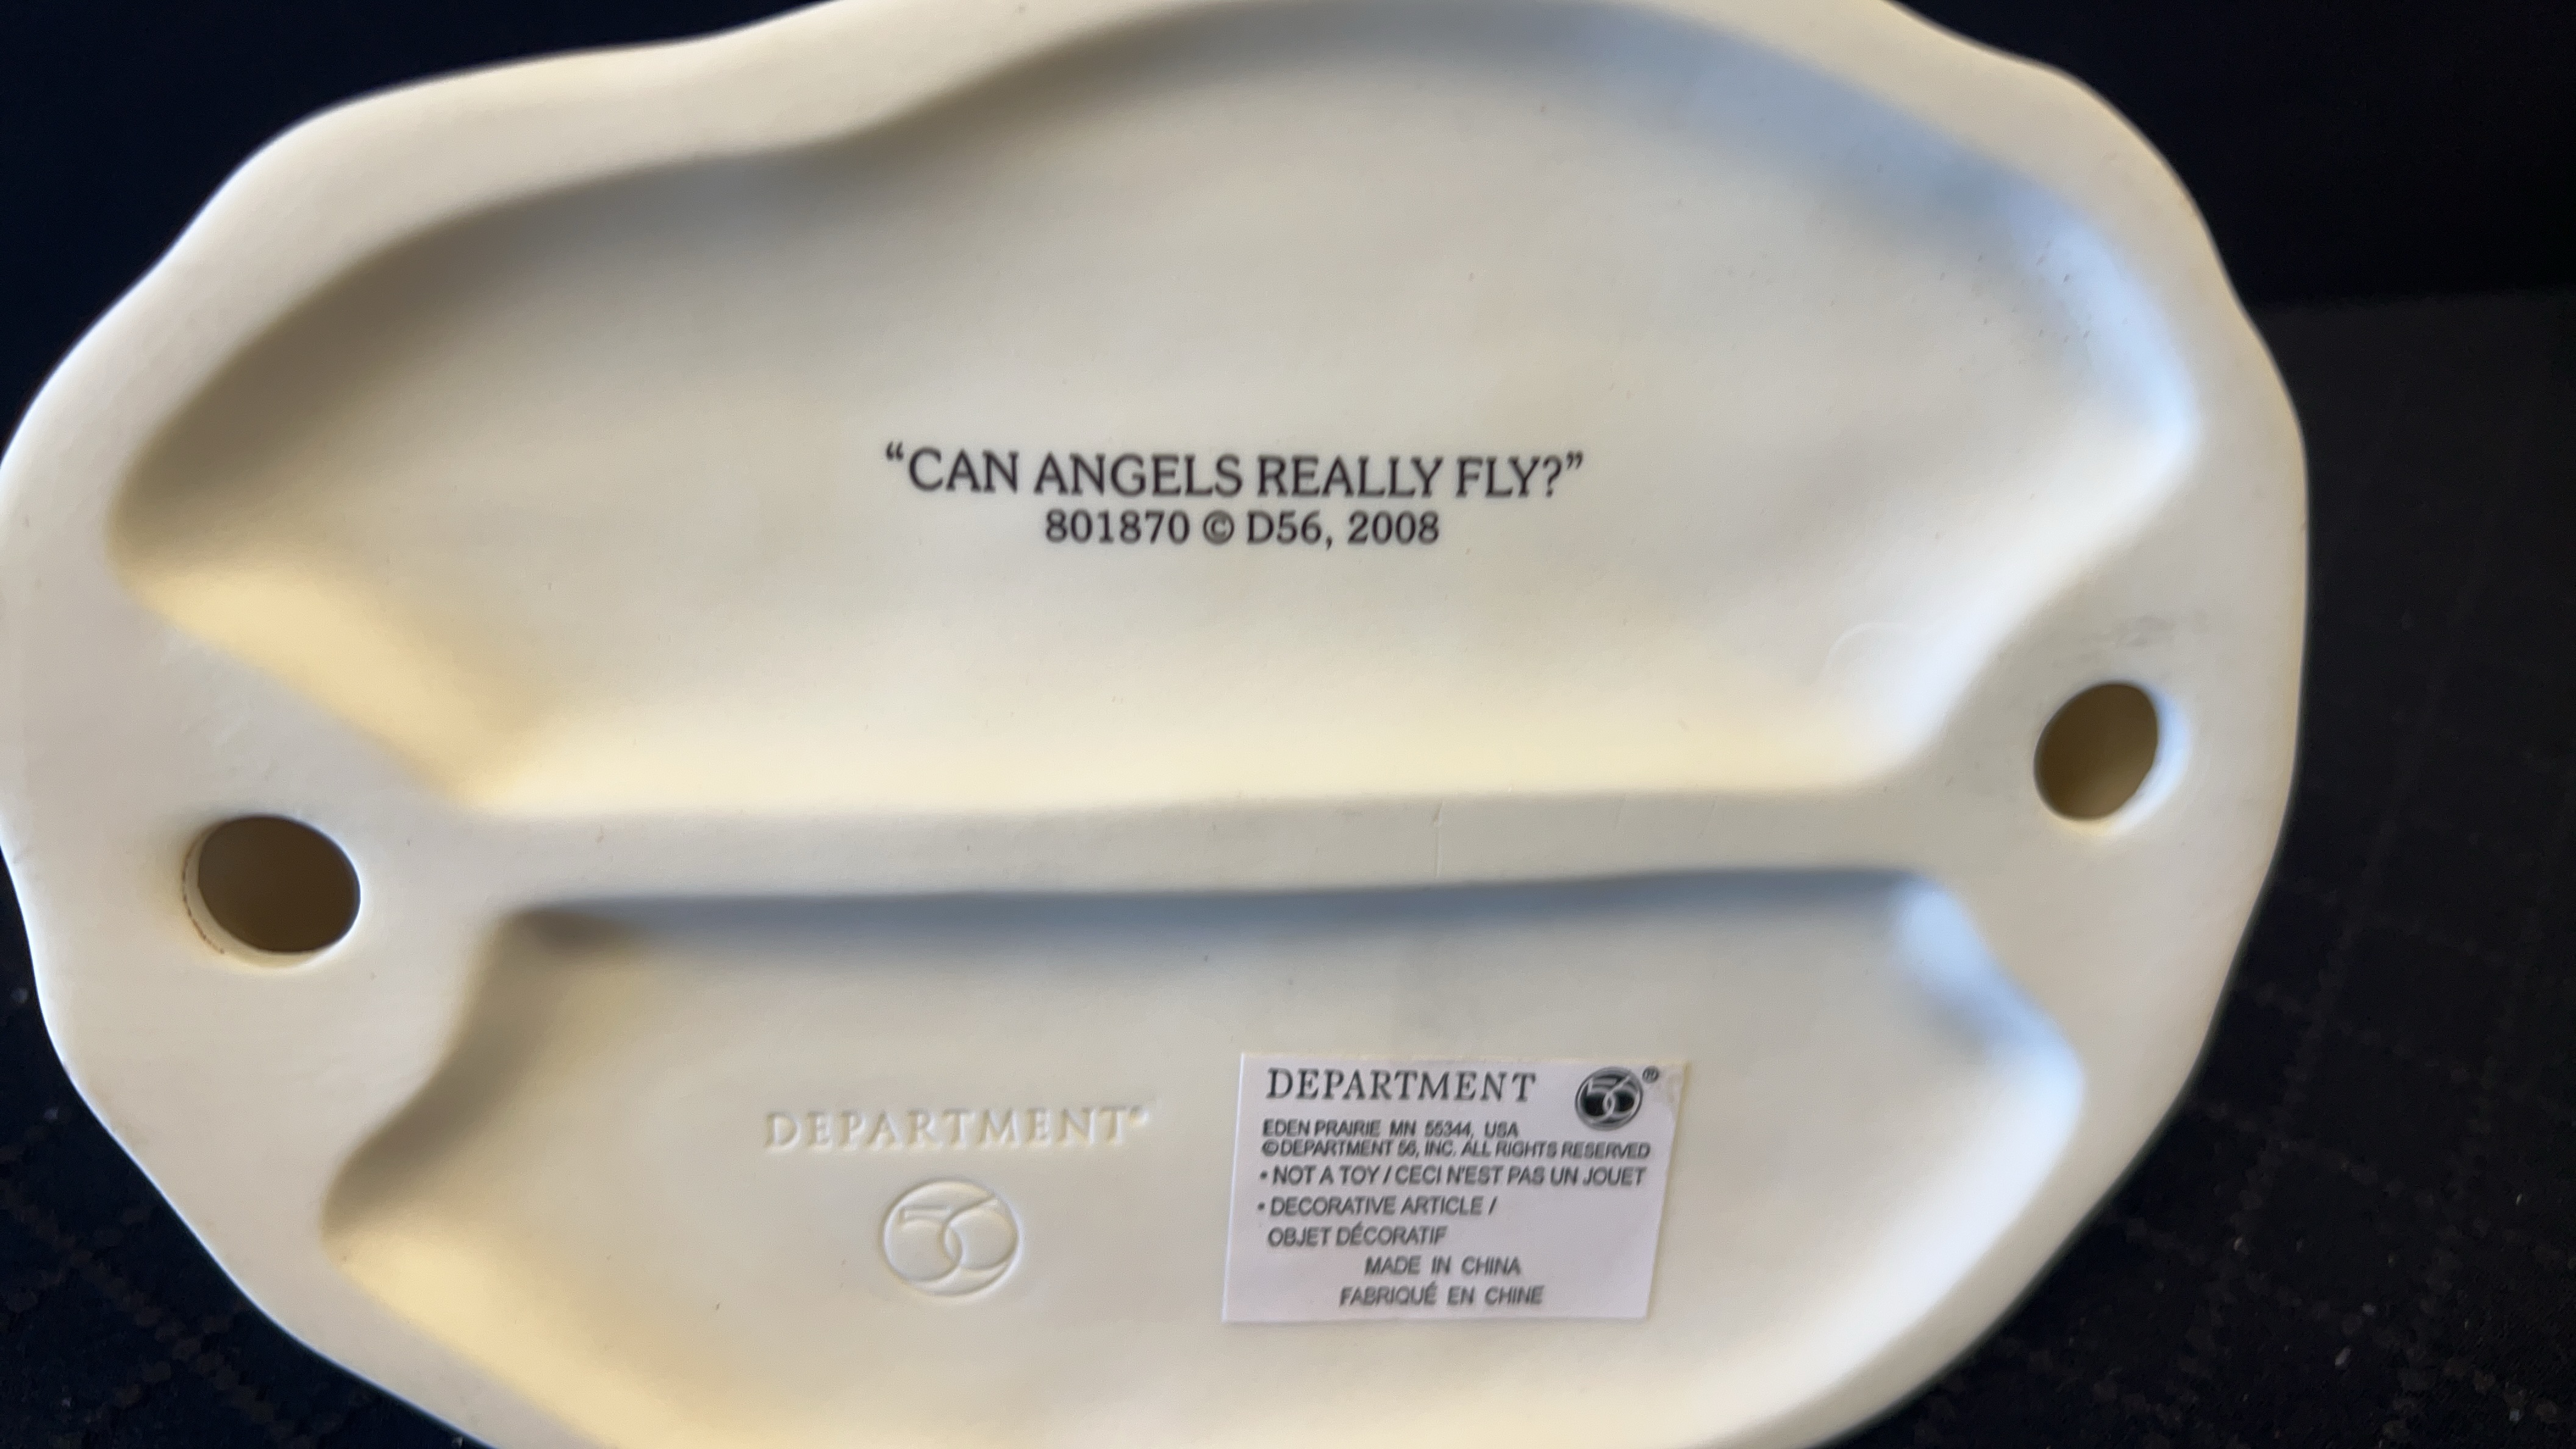 “CAN ANGELS REALLY FLY?”
801870 © D56, 2008
DEPARTMENT®
56
DEPARTMENT 56®
EDEN PRAIRIE MN 55344, USA
©DEPARTMENT 56, INC. ALL RIGHTS RESERVED
• NOT A TOY / CECI N'EST PAS UN JOUET
• DECORATIVE ARTICLE /
OBJET DÉCORATIF
MADE IN CHINA
FABRIQUÉ EN CHINE